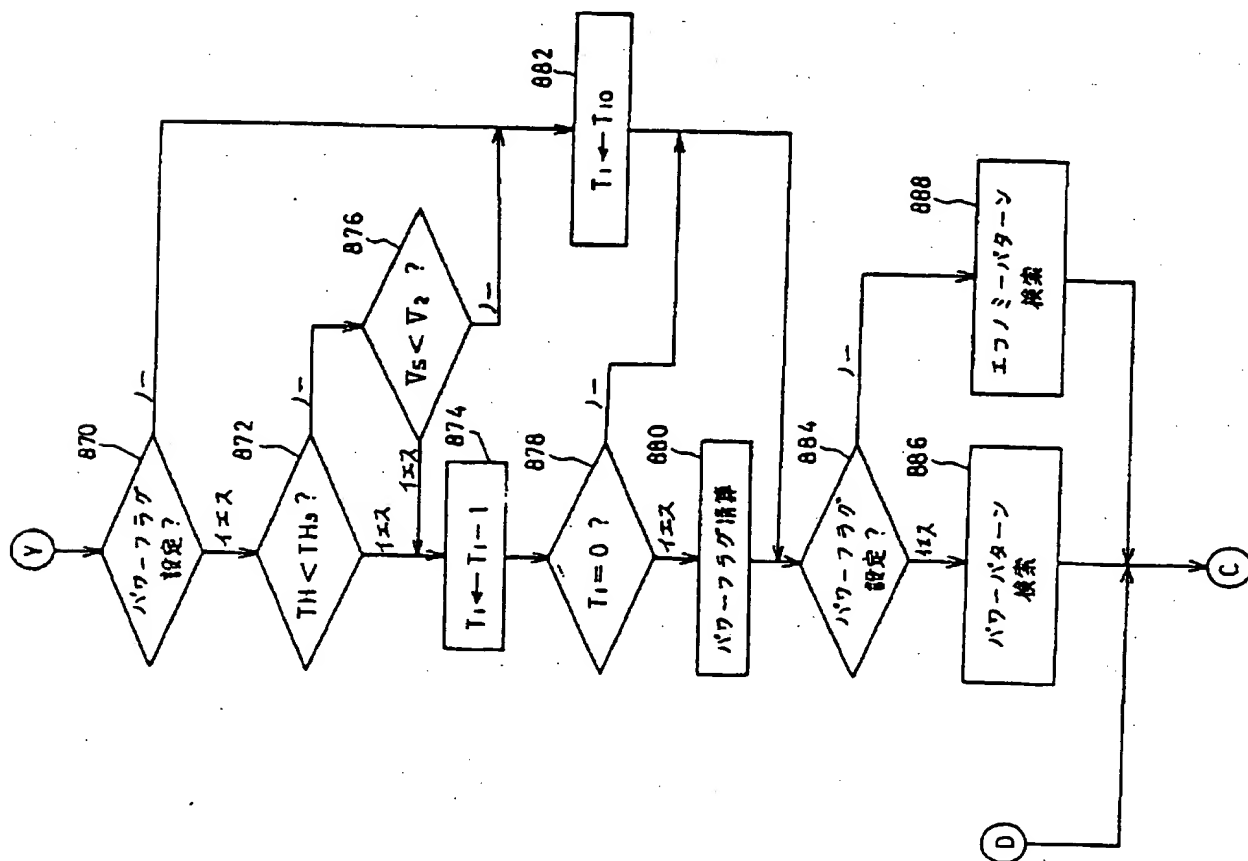 Y
870
パワーフラグ
設定?
ノー
イエス
872
TH<TH3?
ノー
イエス
876
VS<V2 ?
イエス
ノー
874
T1←T1−1
882
T1←T10
878
T1=0 ?
ノー
イエス
880
パワーフラグ清算
884
パワーフラグ
設定?
ノー
イエス
886
パワーパターン
検索
888
エコノミーパターン
検索
D
C